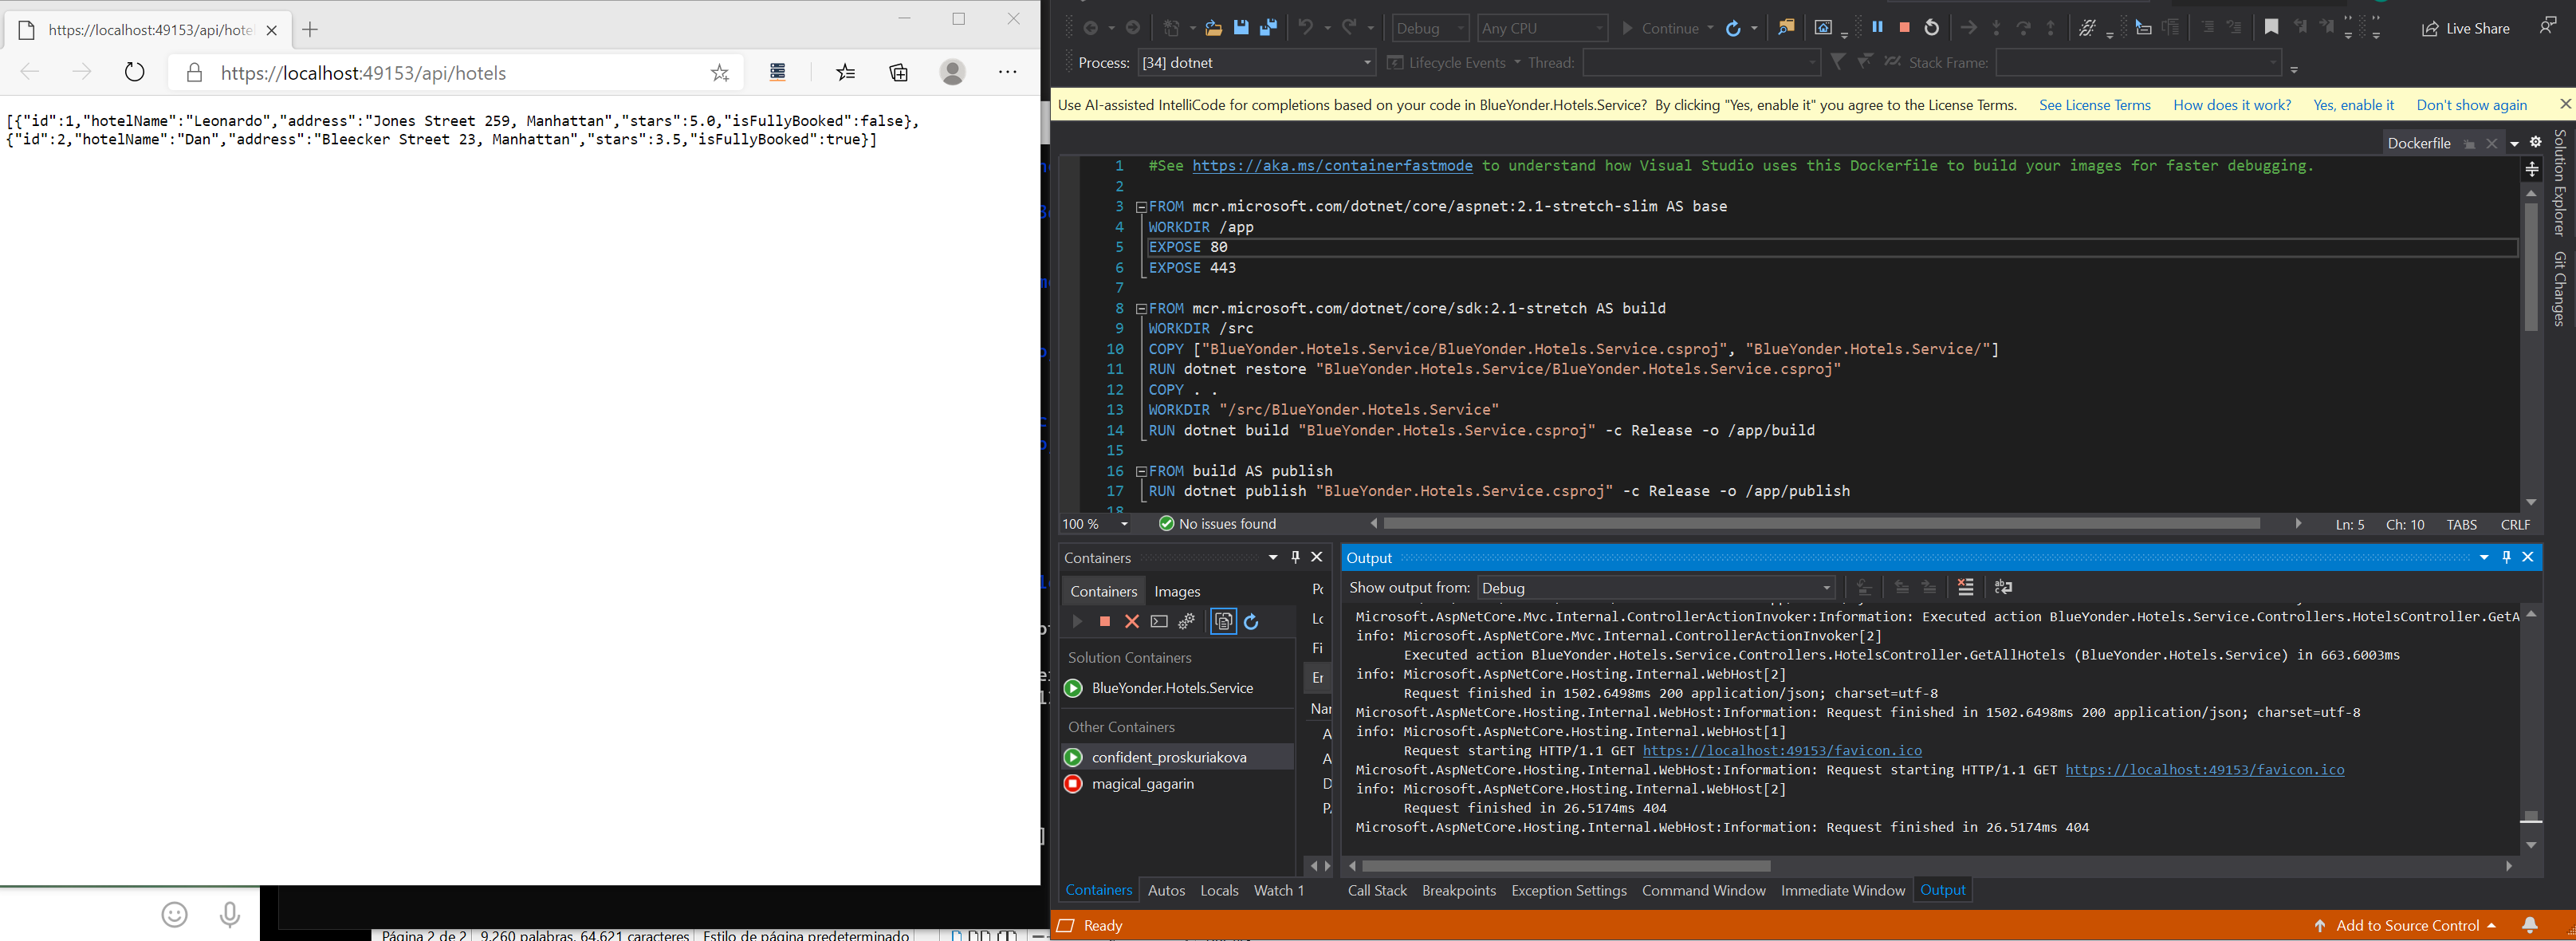 https://localhost:49153/api/hote
https://localhost:49153/api/hotels
[{"id":1,"hotelName":"Leonardo","address":"Jones Street 259, Manhattan","stars":5.0,"isFullyBooked":false},
{"id":2,"hotelName":"Dan","address":"Bleecker Street 23, Manhattan","stars":3.5,"isFullyBooked":true}]
Página 2 de 2 9.260 palabras, 64.621 caracteres Estilo de página predeterminado
Debug Any CPU Continue Live Share
Process: [34] dotnet Lifecycle Events Thread: Stack Frame:
Use AI-assisted IntelliCode for completions based on your code in BlueYonder.Hotels.Service? By clicking "Yes, enable it" you agree to the License Terms. See License Terms How does it work? Yes, enable it Don't show again
Dockerfile
Solution Explorer
Git Changes
1 #See https://aka.ms/containerfastmode to understand how Visual Studio uses this Dockerfile to build your images for faster debugging.
2
3 FROM mcr.microsoft.com/dotnet/core/aspnet:2.1-stretch-slim AS base
4 WORKDIR /app
5 EXPOSE 80
6 EXPOSE 443
7
8 FROM mcr.microsoft.com/dotnet/core/sdk:2.1-stretch AS build
9 WORKDIR /src
10 COPY ["BlueYonder.Hotels.Service/BlueYonder.Hotels.Service.csproj", "BlueYonder.Hotels.Service/"]
11 RUN dotnet restore "BlueYonder.Hotels.Service/BlueYonder.Hotels.Service.csproj"
12 COPY . .
13 WORKDIR "/src/BlueYonder.Hotels.Service"
14 RUN dotnet build "BlueYonder.Hotels.Service.csproj" -c Release -o /app/build
15
16 FROM build AS publish
17 RUN dotnet publish "BlueYonder.Hotels.Service.csproj" -c Release -o /app/publish
18
100 % No issues found Ln: 5 Ch: 10 TABS CRLF
Containers
Containers Images
Solution Containers
BlueYonder.Hotels.Service
Other Containers
confident_proskuriakova
magical_gagarin
Po
Lo
Fi
Er
Nar
A
A
D
P
Containers Autos Locals Watch 1
Output
Show output from: Debug
Microsoft.AspNetCore.Mvc.Internal.ControllerActionInvoker:Information: Executed action BlueYonder.Hotels.Service.Controllers.HotelsController.GetA
info: Microsoft.AspNetCore.Mvc.Internal.ControllerActionInvoker[2]
Executed action BlueYonder.Hotels.Service.Controllers.HotelsController.GetAllHotels (BlueYonder.Hotels.Service) in 663.6003ms
info: Microsoft.AspNetCore.Hosting.Internal.WebHost[2]
Request finished in 1502.6498ms 200 application/json; charset=utf-8
Microsoft.AspNetCore.Hosting.Internal.WebHost:Information: Request finished in 1502.6498ms 200 application/json; charset=utf-8
info: Microsoft.AspNetCore.Hosting.Internal.WebHost[1]
Request starting HTTP/1.1 GET https://localhost:49153/favicon.ico
Microsoft.AspNetCore.Hosting.Internal.WebHost:Information: Request starting HTTP/1.1 GET https://localhost:49153/favicon.ico
info: Microsoft.AspNetCore.Hosting.Internal.WebHost[2]
Request finished in 26.5174ms 404
Microsoft.AspNetCore.Hosting.Internal.WebHost:Information: Request finished in 26.5174ms 404
Call Stack Breakpoints Exception Settings Command Window Immediate Window Output
Ready Add to Source Control